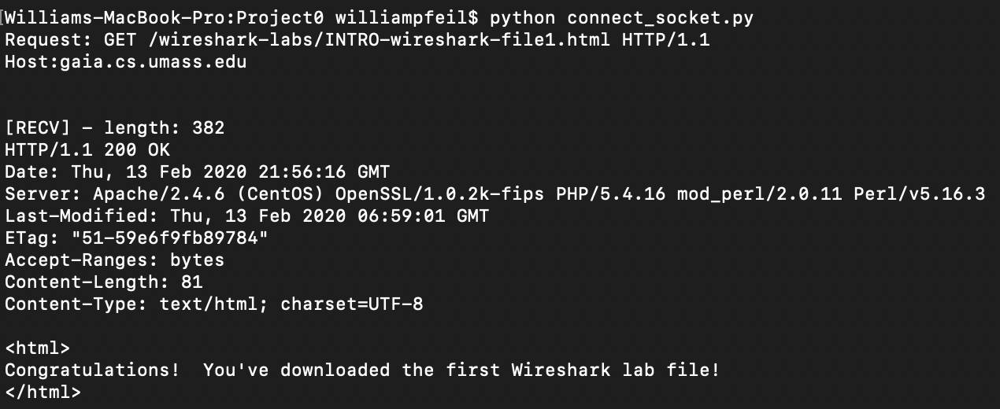 [Williams-MacBook-Pro:Project0 williampfeil$ python connect_socket.py
Request: GET /wireshark-labs/INTRO-wireshark-file1.html HTTP/1.1
Host:gaia.cs.umass.edu
[RECV] - length: 382
HTTP/1.1 200 OK
Date: Thu, 13 Feb 2020 21:56:16 GMT
Server: Apache/2.4.6 (CentOS) OpenSSL/1.0.2k-fips PHP/5.4.16 mod_perl/2.0.11 Perl/v5.16.3
Last-Modified: Thu, 13 Feb 2020 06:59:01 GMT
ETag: "51-59e6f9fb89784"
Accept-Ranges: bytes
Content-Length: 81
Content-Type: text/html; charset=UTF-8
<html>
Congratulations!  You've downloaded the first Wireshark lab file!
</html>